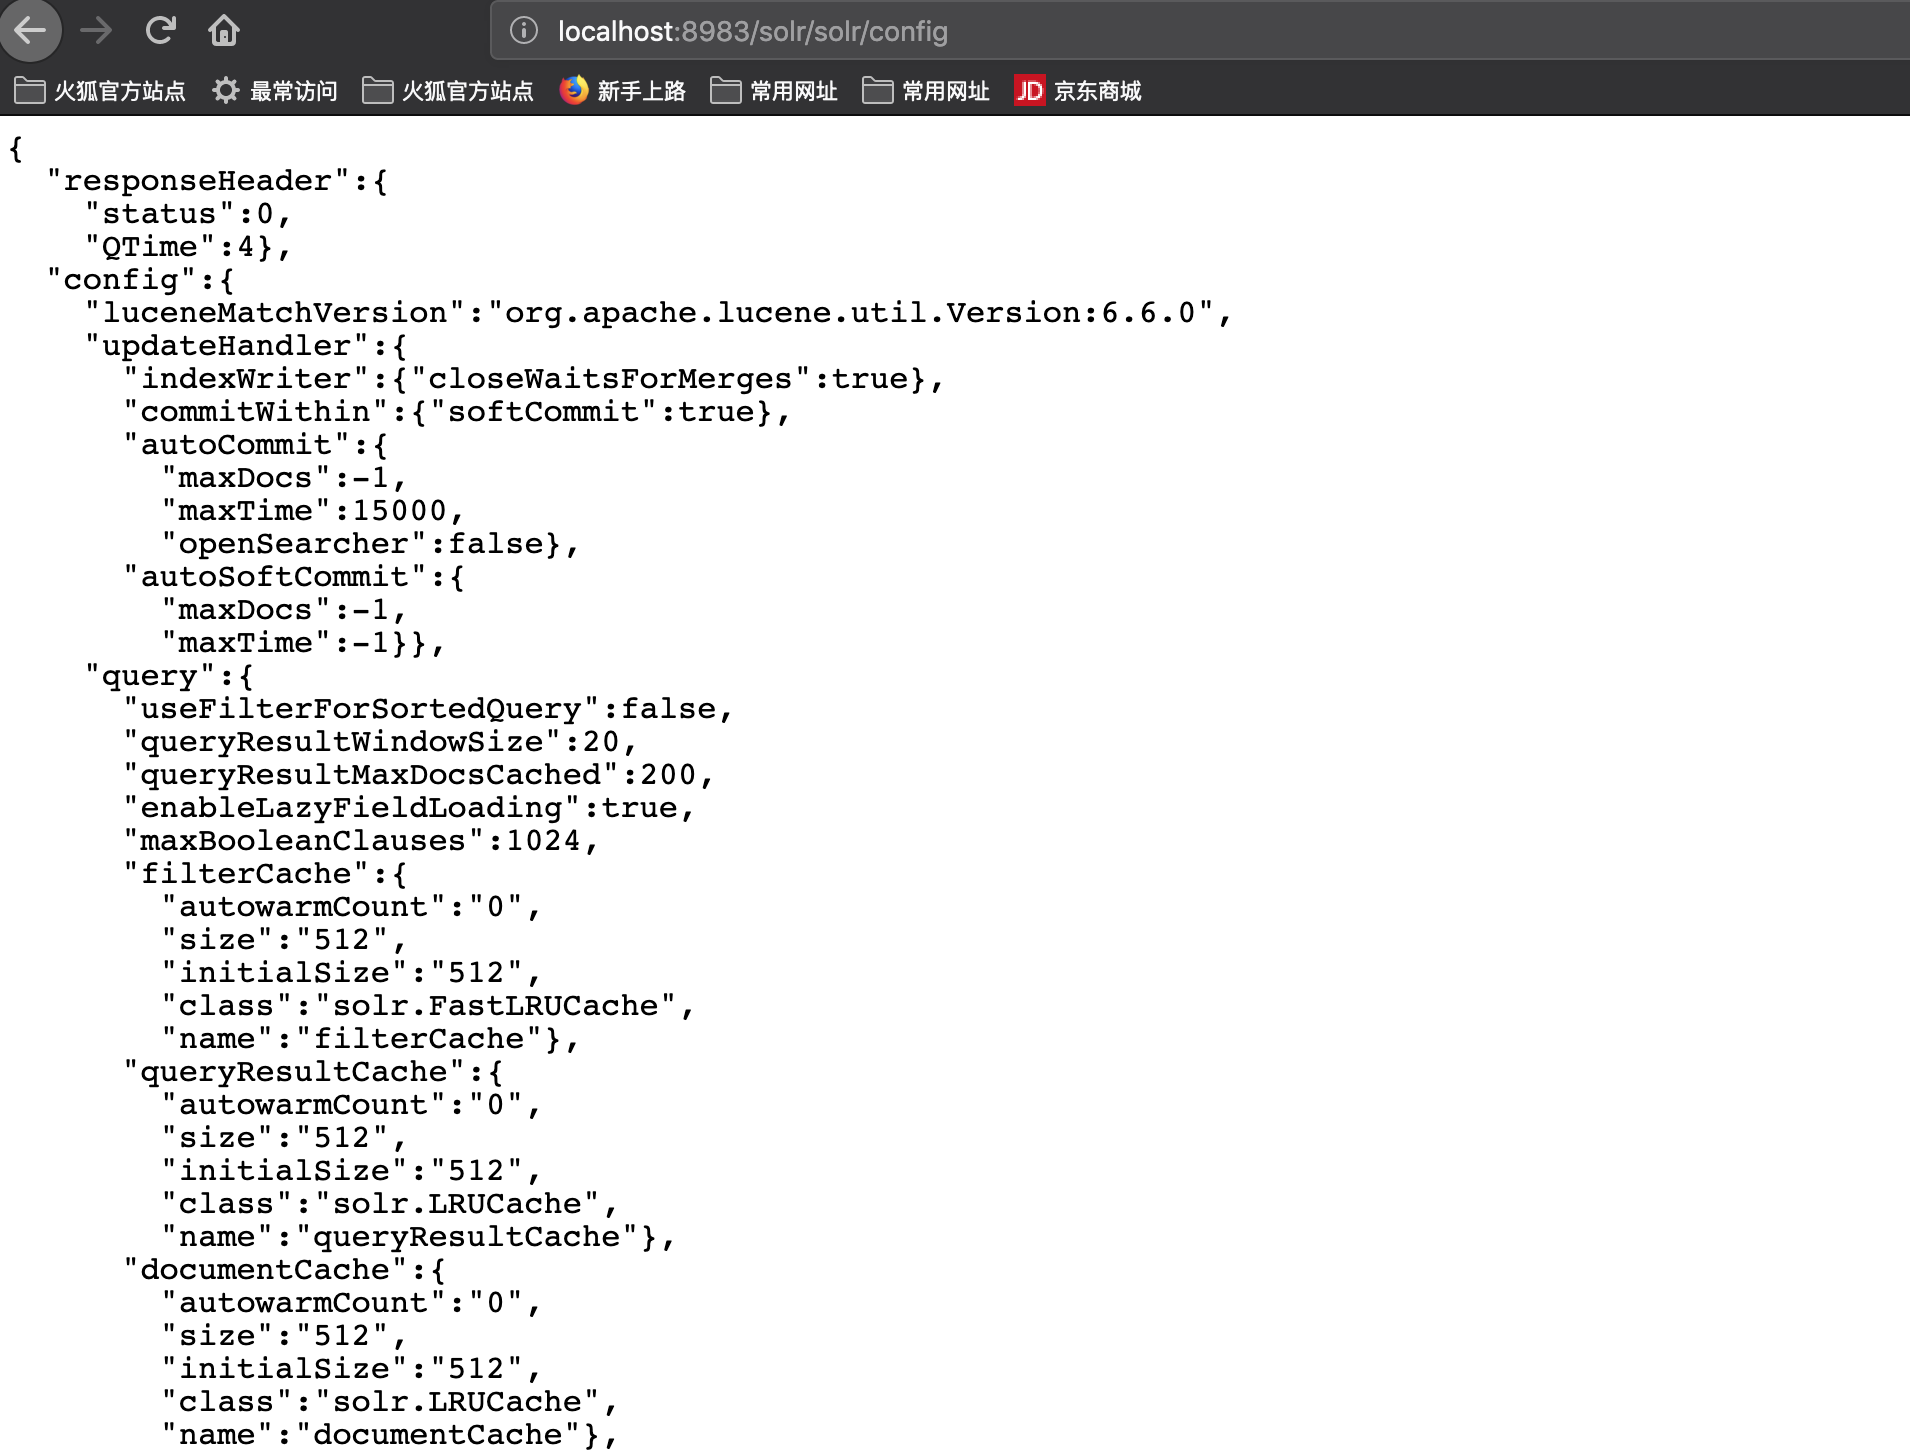 localhost:8983/solr/solr/config
火狐官方站点 最常访问 火狐官方站点 新手上路 常用网址 常用网址 JD 京东商城
{
  "responseHeader":{
    "status":0,
    "QTime":4},
  "config":{
    "luceneMatchVersion":"org.apache.lucene.util.Version:6.6.0",
    "updateHandler":{
      "indexWriter":{"closeWaitsForMerges":true},
      "commitWithin":{"softCommit":true},
      "autoCommit":{
        "maxDocs":-1,
        "maxTime":15000,
        "openSearcher":false},
      "autoSoftCommit":{
        "maxDocs":-1,
        "maxTime":-1}},
    "query":{
      "useFilterForSortedQuery":false,
      "queryResultWindowSize":20,
      "queryResultMaxDocsCached":200,
      "enableLazyFieldLoading":true,
      "maxBooleanClauses":1024,
      "filterCache":{
        "autowarmCount":"0",
        "size":"512",
        "initialSize":"512",
        "class":"solr.FastLRUCache",
        "name":"filterCache"},
      "queryResultCache":{
        "autowarmCount":"0",
        "size":"512",
        "initialSize":"512",
        "class":"solr.LRUCache",
        "name":"queryResultCache"},
      "documentCache":{
        "autowarmCount":"0",
        "size":"512",
        "initialSize":"512",
        "class":"solr.LRUCache",
        "name":"documentCache"},